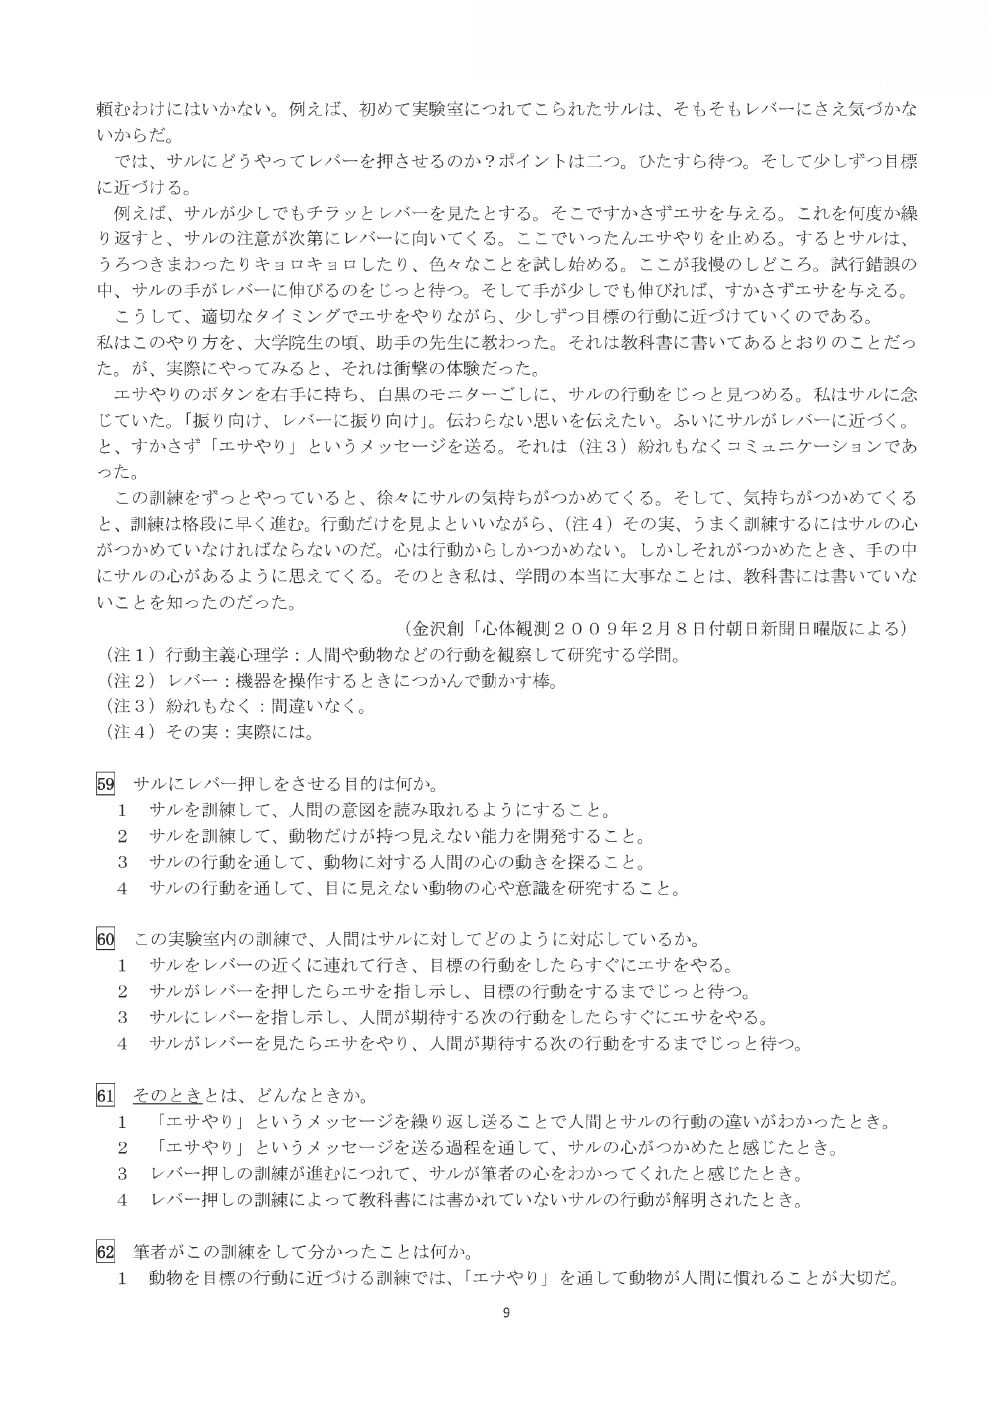 頼むわけにはいかない。例えば、初めて実験室につれてこられたサルは、そもそもレバーにさえ気づかな
いからだ。
では、サルにどうやってレバーを押させるのか？ポイントは二つ。ひたすら待つ。そして少しずつ目標
に近づける。
例えば、サルが少しでもチラッとレバーを見たとする。そこですかさずエサを与える。これを何度か繰
り返すと、サルの注意が次第にレバーに向いてくる。ここでいったんエサやりを止める。するとサルは、
うろつきまわったりキョロキョロしたり、色々なことを試し始める。ここが我慢のしどころ。試行錯誤の
中、サルの手がレバーに伸びるのをじっと待つ。そして手が少しでも伸びれば、すかさずエサを与える。
こうして、適切なタイミングでエサをやりながら、少しずつ目標の行動に近づけていくのである。
私はこのやり方を、大学院生の頃、助手の先生に教わった。それは教科書に書いてあるとおりのことだっ
た。が、実際にやってみると、それは衝撃の体験だった。
エサやりのボタンを右手に持ち、白黒のモニターごしに、サルの行動をじっと見つめる。私はサルに念
じていた。「振り向け、レバーに振り向け」。伝わらない思いを伝えたい。ふいにサルがレバーに近づく。
と、すかさず「エサやり」というメッセージを送る。それは（注３）紛れもなくコミュニケーションであ
った。
この訓練をずっとやっていると、徐々にサルの気持ちがつかめてくる。そして、気持ちがつかめてくる
と、訓練は格段に早く進む。行動だけを見よといいながら、（注４）その実、うまく訓練するにはサルの心
がつかめていなければならないのだ。心は行動からしかつかめない。しかしそれがつかめたとき、手の中
にサルの心があるように思えてくる。そのとき私は、学問の本当に大事なことは、教科書には書いていな
いことを知ったのだった。
（金沢創「心体観測２００９年２月８日付朝日新聞日曜版による）
（注１）行動主義心理学：人間や動物などの行動を観察して研究する学問。
（注２）レバー：機器を操作するときにつかんで動かす棒。
（注３）紛れもなく：間違いなく。
（注４）その実：実際には。
59 サルにレバー押しをさせる目的は何か。
1 サルを訓練して、人間の意図を読み取れるようにすること。
2 サルを訓練して、動物だけが持つ見えない能力を開発すること。
3 サルの行動を通して、動物に対する人間の心の動きを探ること。
4 サルの行動を通して、目に見えない動物の心や意識を研究すること。
60 この実験室内の訓練で、人間はサルに対してどのように対応しているか。
1 サルをレバーの近くに連れて行き、目標の行動をしたらすぐにエサをやる。
2 サルがレバーを押したらエサを指し示し、目標の行動をするまでじっと待つ。
3 サルにレバーを指し示し、人間が期待する次の行動をしたらすぐにエサをやる。
4 サルがレバーを見たらエサをやり、人間が期待する次の行動をするまでじっと待つ。
61 そのときとは、どんなときか。
1 「エサやり」というメッセージを繰り返し送ることで人間とサルの行動の違いがわかったとき。
2 「エサやり」というメッセージを送る過程を通して、サルの心がつかめたと感じたとき。
3 レバー押しの訓練が進むにつれて、サルが筆者の心をわかってくれたと感じたとき。
4 レバー押しの訓練によって教科書には書かれていないサルの行動が解明されたとき。
62 筆者がこの訓練をして分かったことは何か。
1 動物を目標の行動に近づける訓練では、「エナやり」を通して動物が人間に慣れることが大切だ。
9